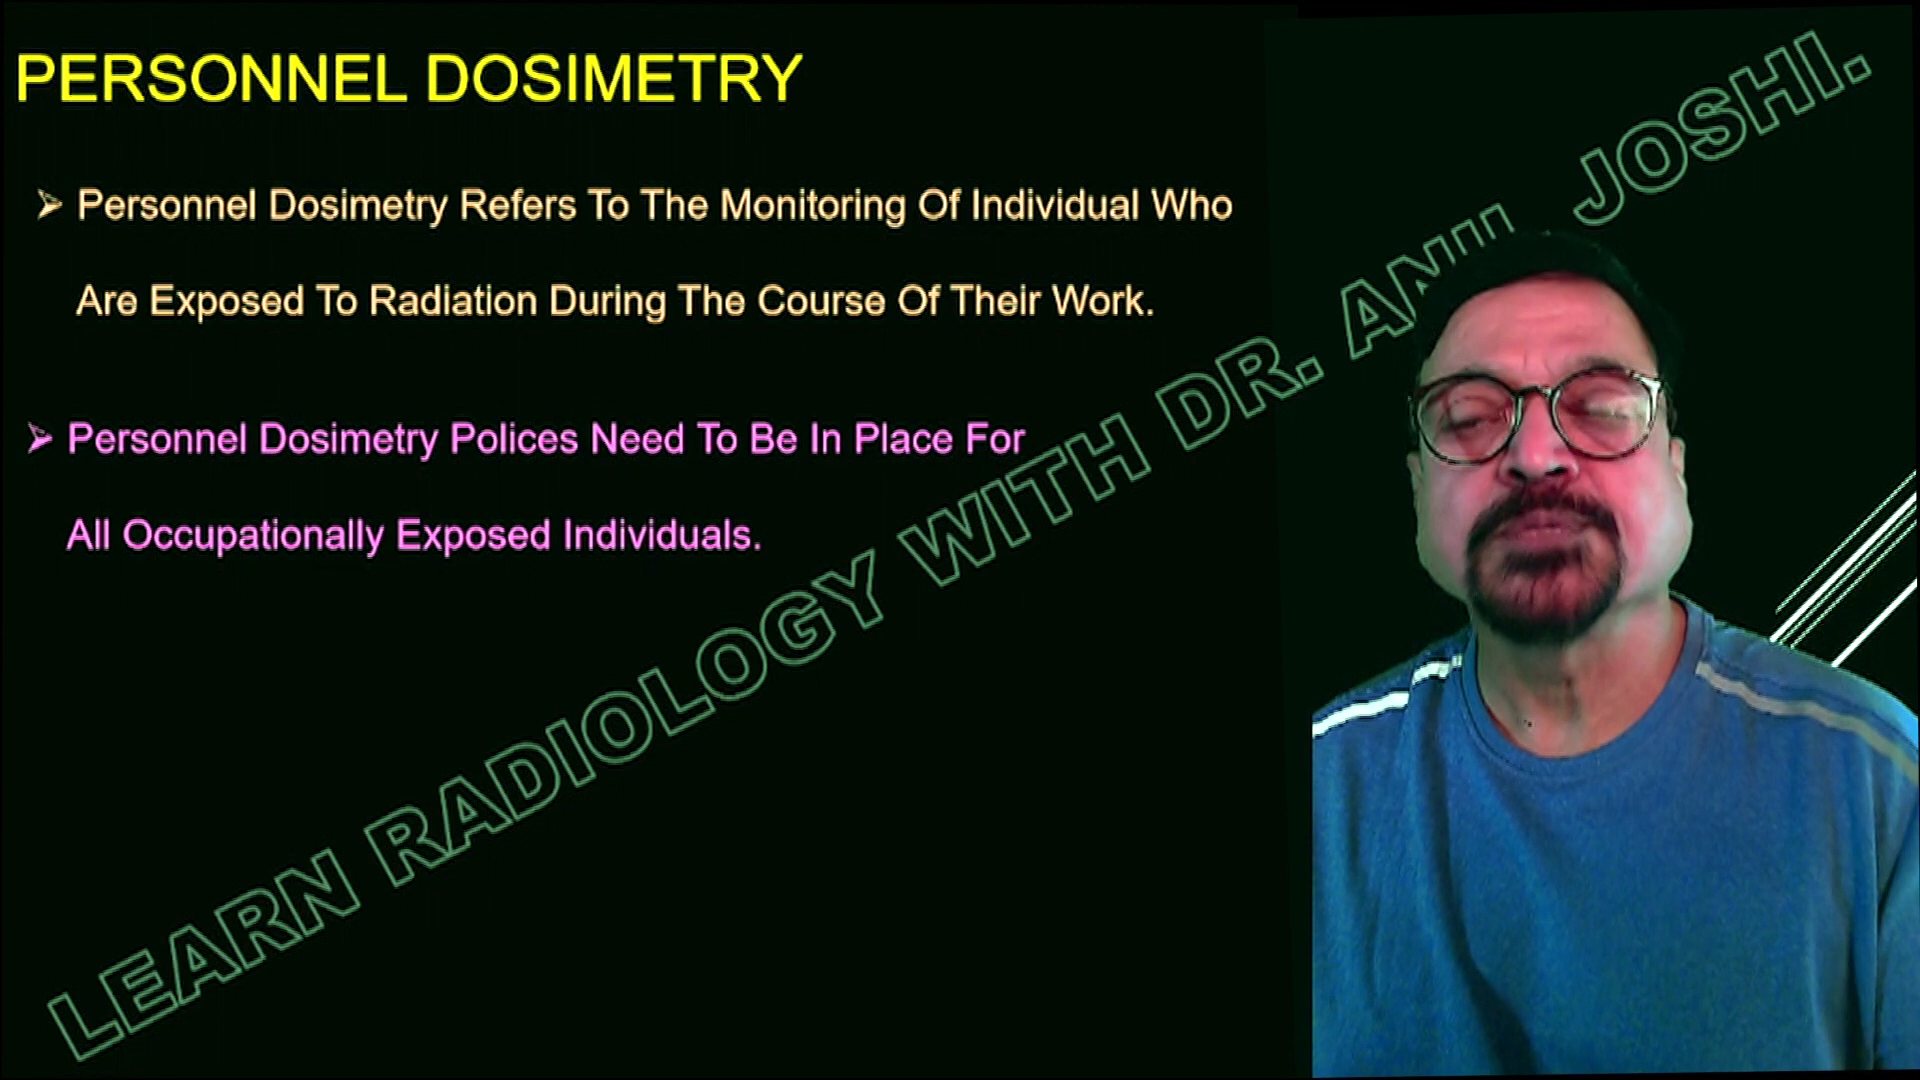 PERSONNEL DOSIMETRY
➢ Personnel Dosimetry Refers To The Monitoring Of Individual Who
Are Exposed To Radiation During The Course Of Their Work.
➢ Personnel Dosimetry Polices Need To Be In Place For
All Occupationally Exposed Individuals.
LEARN RADIOLOGY WITH DR. ANIL JOSHI.